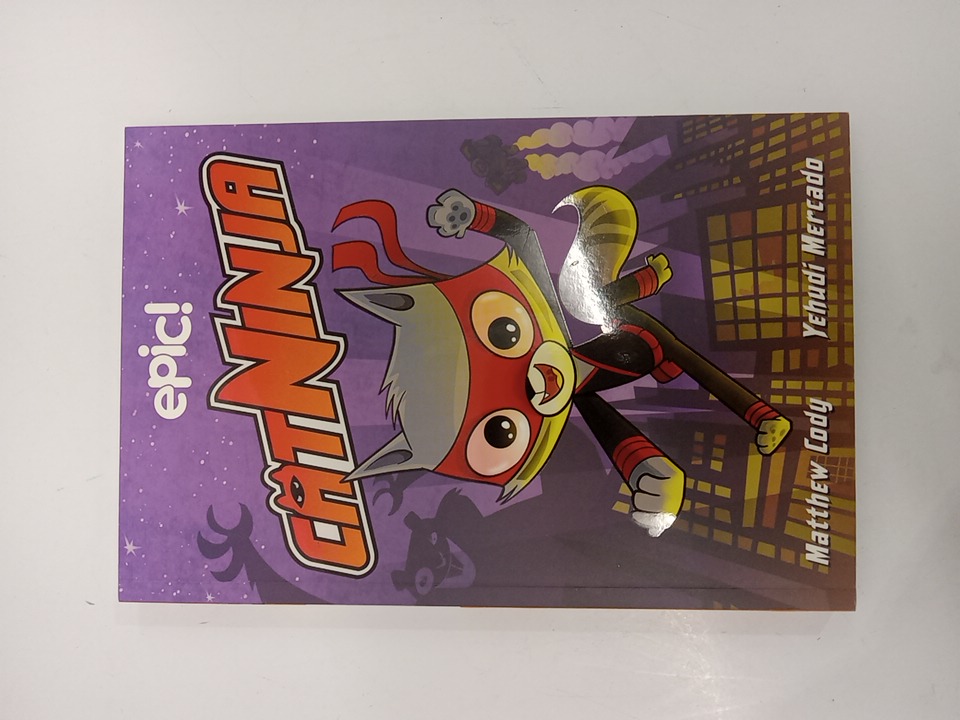 epic!
CATNINJA
Matthew Cody Yehudi Mercado